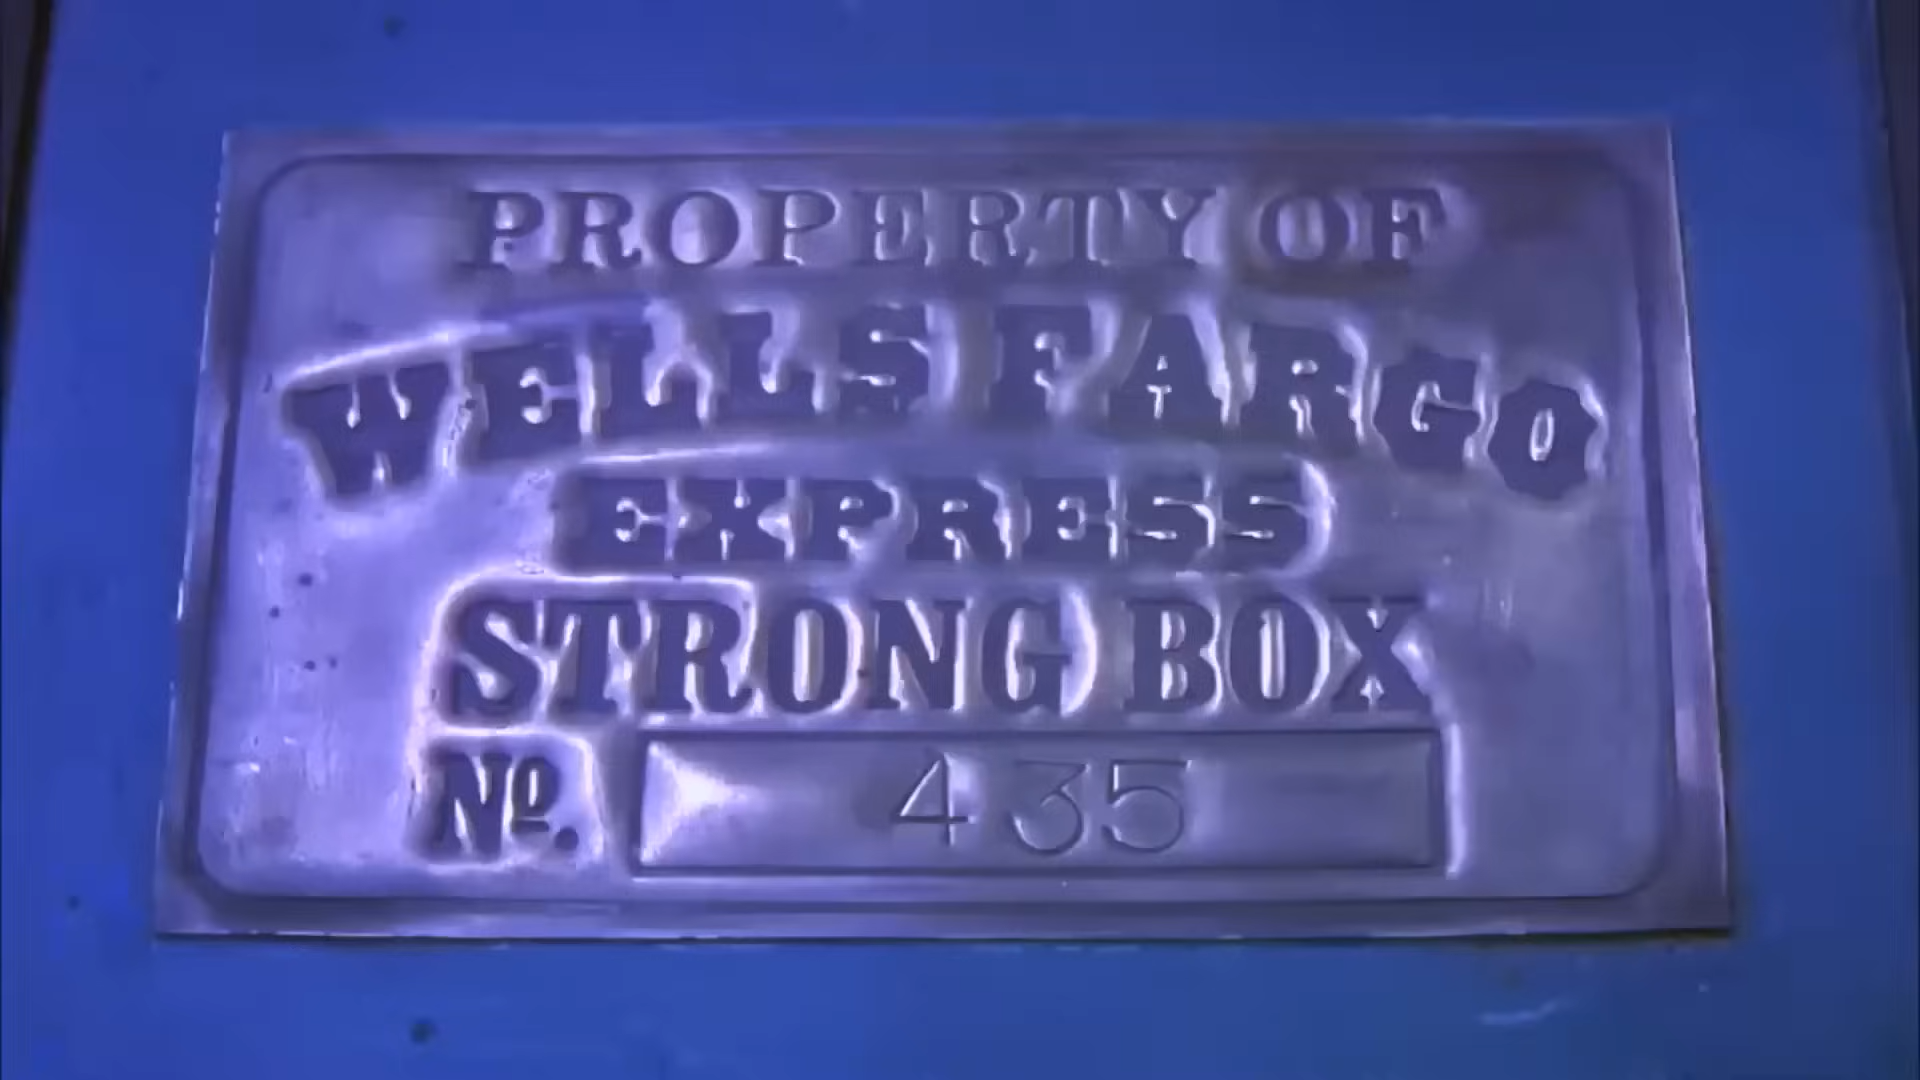 PROPERTY OF
WELLS FARGO
EXPRESS
STRONG BOX
Nº. 435